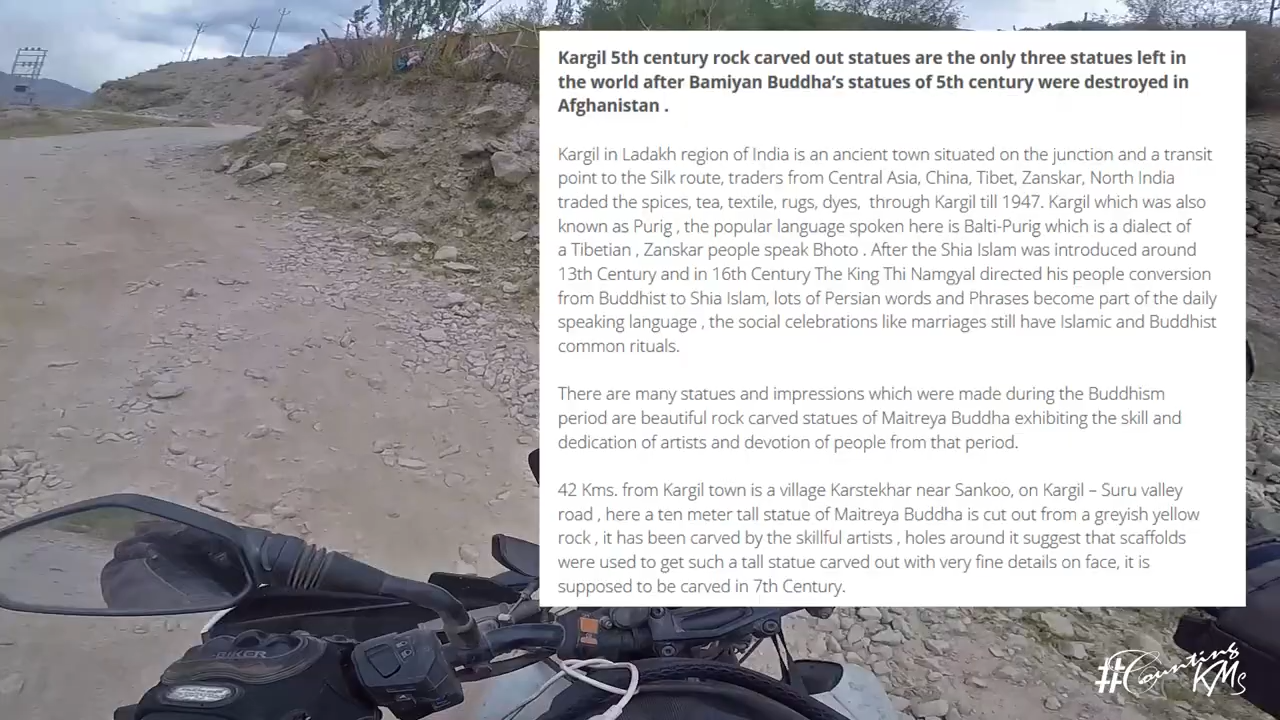 Kargil 5th century rock carved out statues are the only three statues left in
the world after Bamiyan Buddha’s statues of 5th century were destroyed in
Afghanistan .
Kargil in Ladakh region of India is an ancient town situated on the junction and a transit
point to the Silk route, traders from Central Asia, China, Tibet, Zanskar, North India
traded the spices, tea, textile, rugs, dyes,  through Kargil till 1947. Kargil which was also
known as Purig , the popular language spoken here is Balti-Purig which is a dialect of
a Tibetian , Zanskar people speak Bhoto . After the Shia Islam was introduced around
13th Century and in 16th Century The King Thi Namgyal directed his people conversion
from Buddhist to Shia Islam, lots of Persian words and Phrases become part of the daily
speaking language , the social celebrations like marriages still have Islamic and Buddhist
common rituals.
There are many statues and impressions which were made during the Buddhism
period are beautiful rock carved statues of Maitreya Buddha exhibiting the skill and
dedication of artists and devotion of people from that period.
42 Kms. from Kargil town is a village Karstekhar near Sankoo, on Kargil – Suru valley
road , here a ten meter tall statue of Maitreya Buddha is cut out from a greyish yellow
rock , it has been carved by the skillful artists , holes around it suggest that scaffolds
were used to get such a tall statue carved out with very fine details on face, it is
supposed to be carved in 7th Century.
BIKER
#Counting
KMs